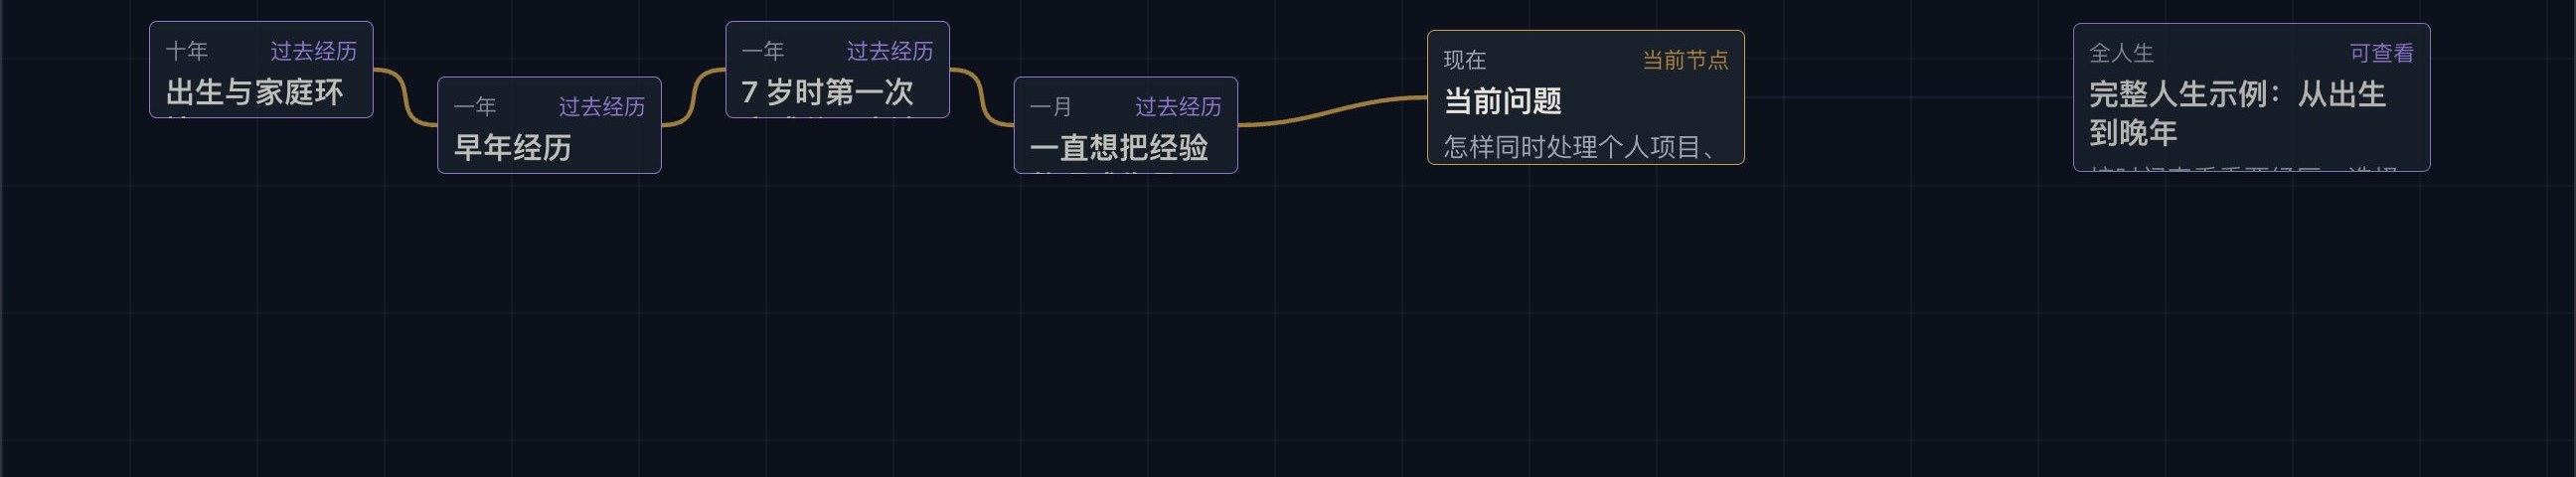 十年 过去经历
出生与家庭环
一年 过去经历
早年经历
一年 过去经历
7 岁时第一次
一月 过去经历
一直想把经验
现在 当前节点
当前问题
怎样同时处理个人项目、
全人生 可查看
完整人生示例：从出生
到晚年